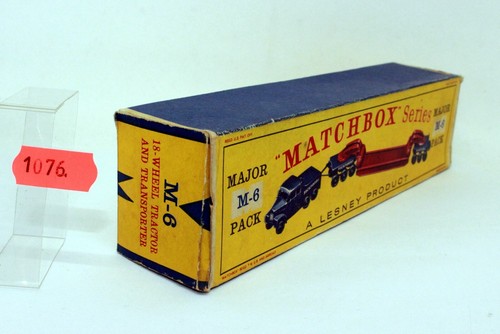 1076.
M-6
18-WHEEL TRACTOR
AND TRANSPORTER
MAJOR
M-6
PACK
"MATCHBOX" Series
MAJOR
M-6
PACK
A LESNEY PRODUCT